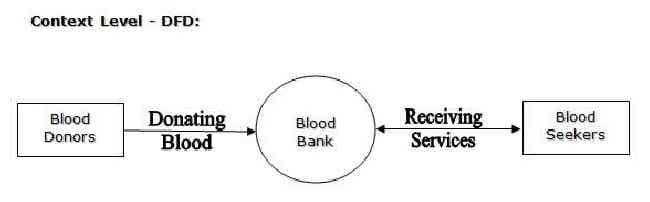 Context Level - DFD:
Blood
Donors
Donating
Blood
Blood
Bank
Receiving
Services
Blood
Seekers